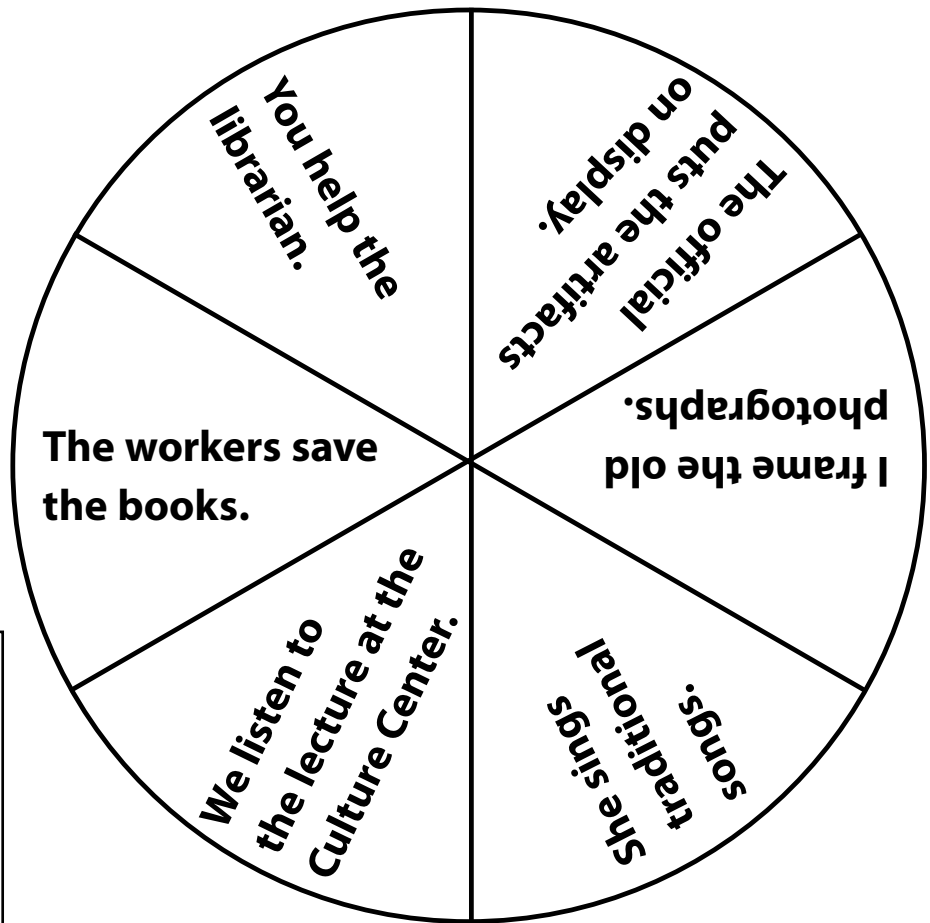 You help the
librarian.
The official
puts the artifacts
on display.
I frame the old
photographs.
She sings
traditional
songs.
We listen to
the lecture at the
Culture Center.
The workers save
the books.